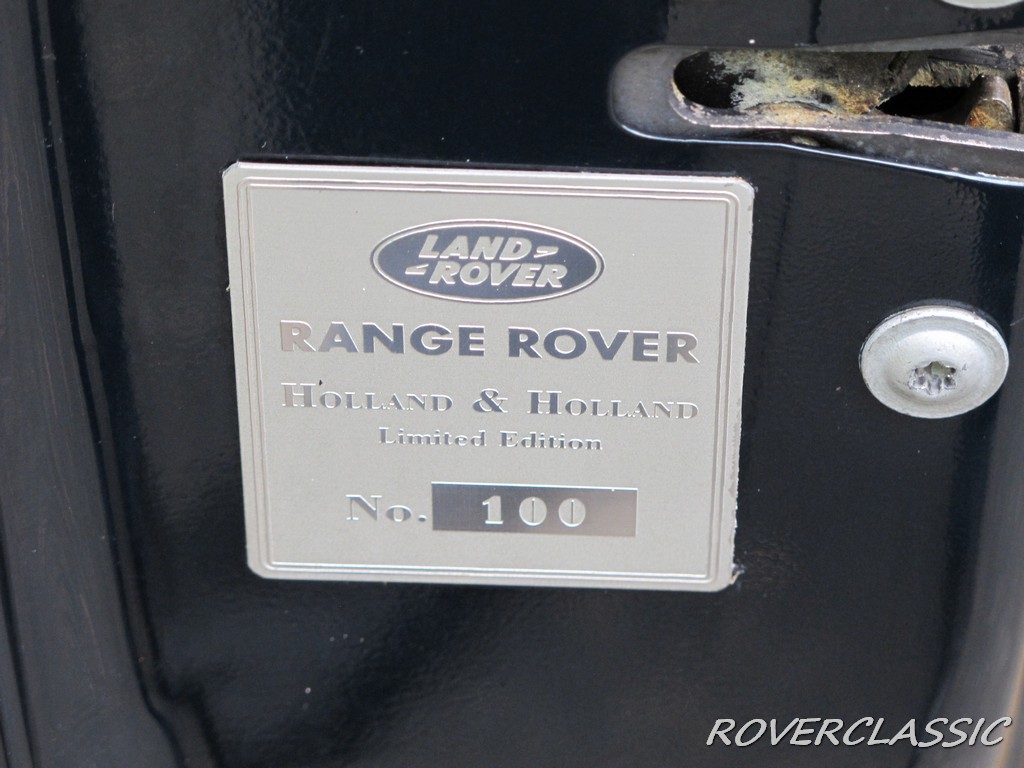 LAND
ROVER
RANGE ROVER
HOLLAND & HOLLAND
Limited Edition
No. 100
ROVERCLASSIC